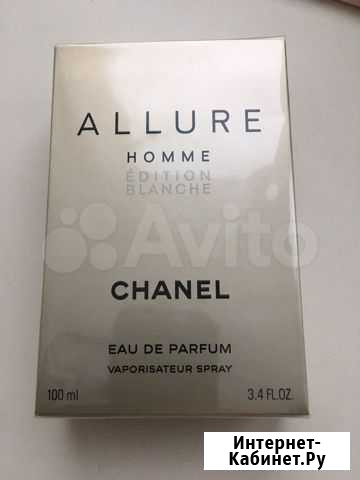 ALLURE
HOMME
ÉDITION
BLANCHE
Avito
CHANEL
EAU DE PARFUM
VAPORISATEUR SPRAY
100 ml 3.4 FL.OZ.
Интернет-
Кабинет.Ру